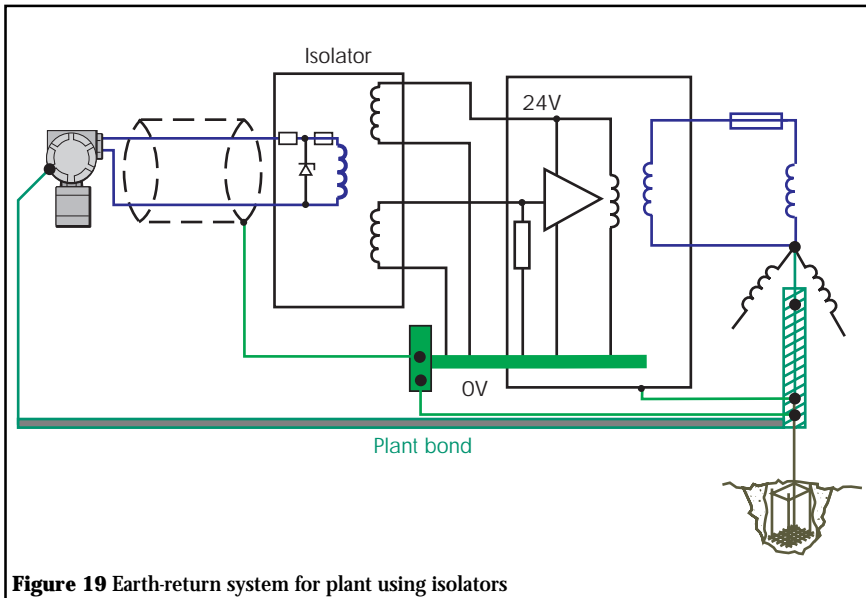 Isolator
24V
0V
Plant bond
Figure 19 Earth-return system for plant using isolators